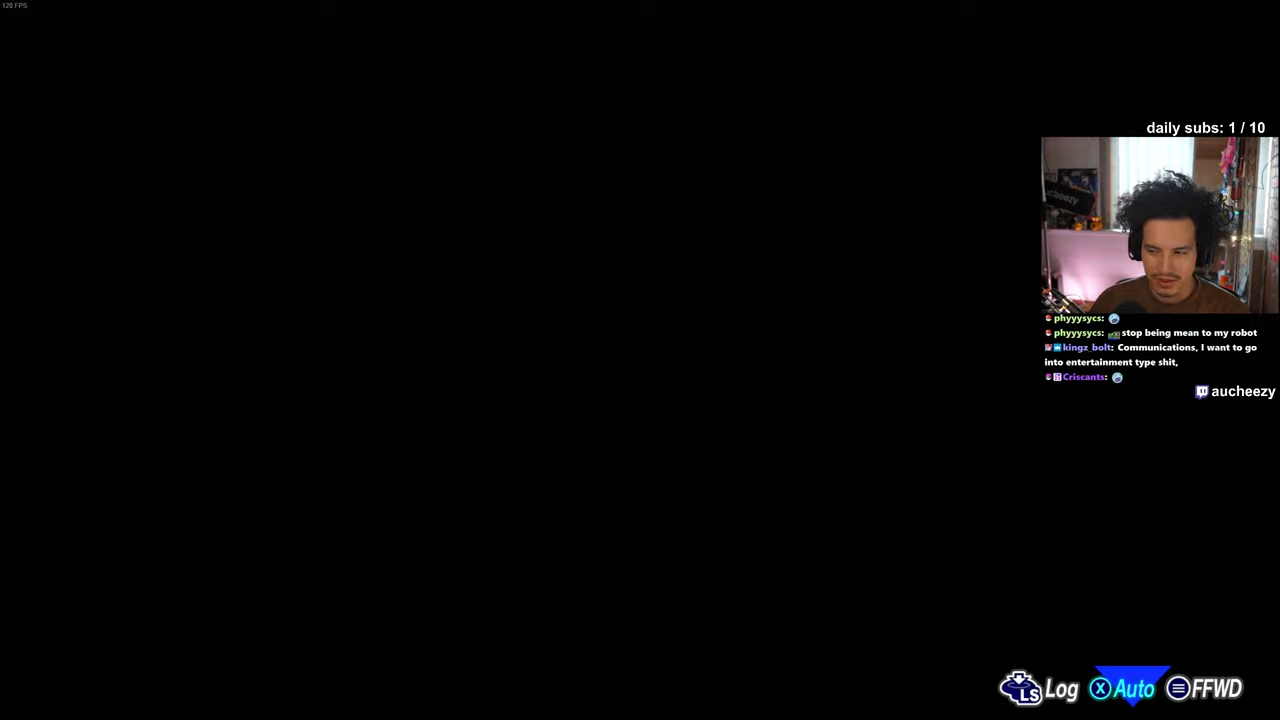 120 FPS
daily subs: 1 / 10
phyyysycs:
phyyysycs: stop being mean to my robot
kingz_bolt: Communications, I want to go
into entertainment type shit,
Criscants:
aucheezy
LS Log X Auto FFWD